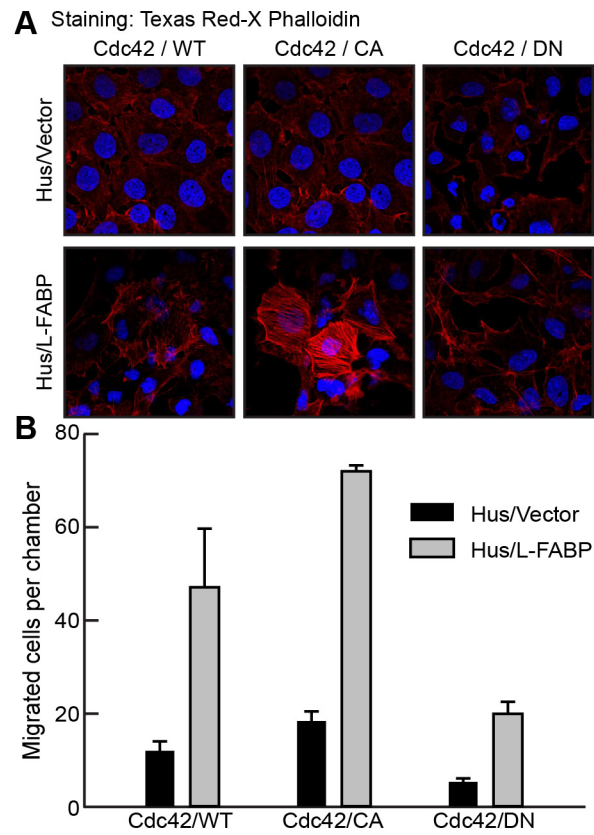 A Staining: Texas Red-X Phalloidin
Cdc42 / WT Cdc42 / CA Cdc42 / DN
Hus/Vector
Hus/L-FABP
B
Migrated cells per chamber
80
60
40
20
0
Hus/Vector
Hus/L-FABP
Cdc42/WT Cdc42/CA Cdc42/DN